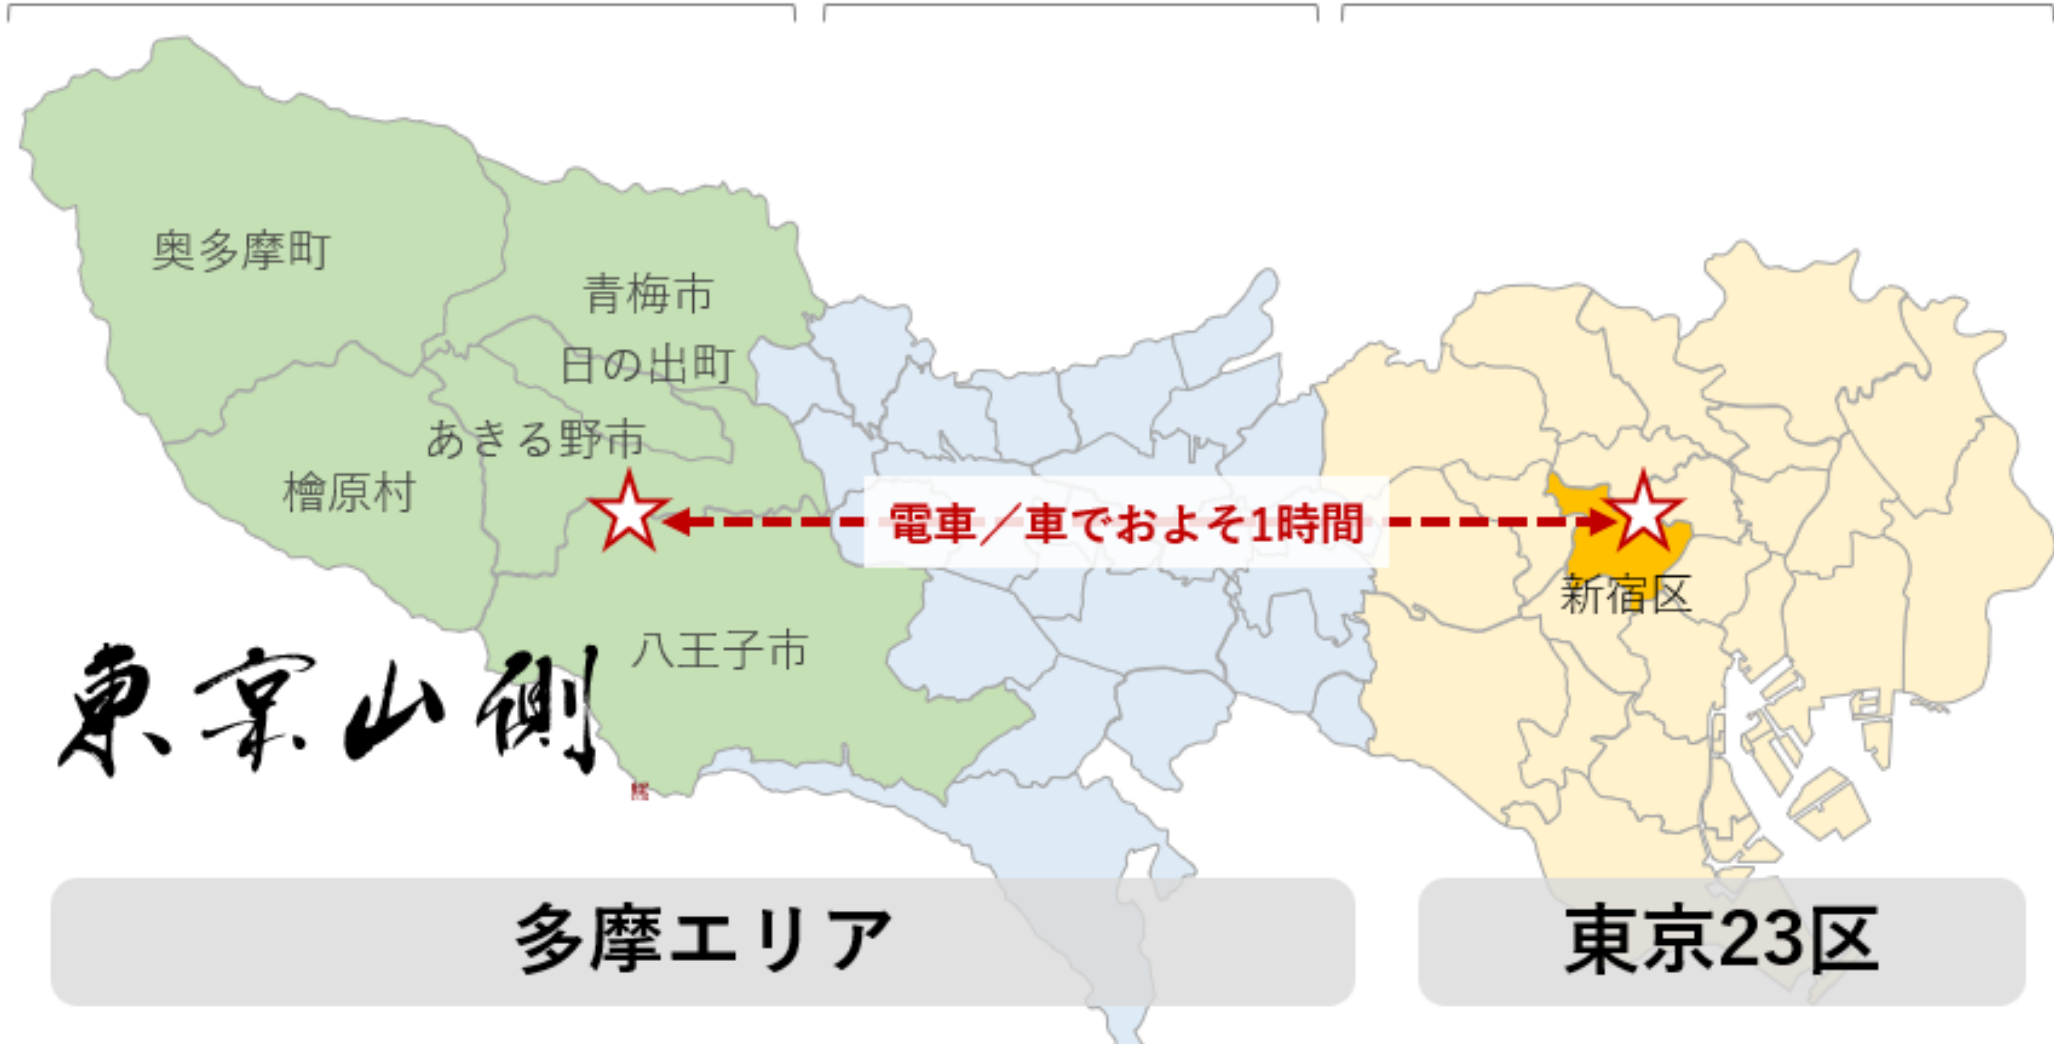 奥多摩町
青梅市
日の出町
あきる野市
檜原村
電車／車でおよそ1時間
新宿区
八王子市
東京山側
多摩エリア
東京23区